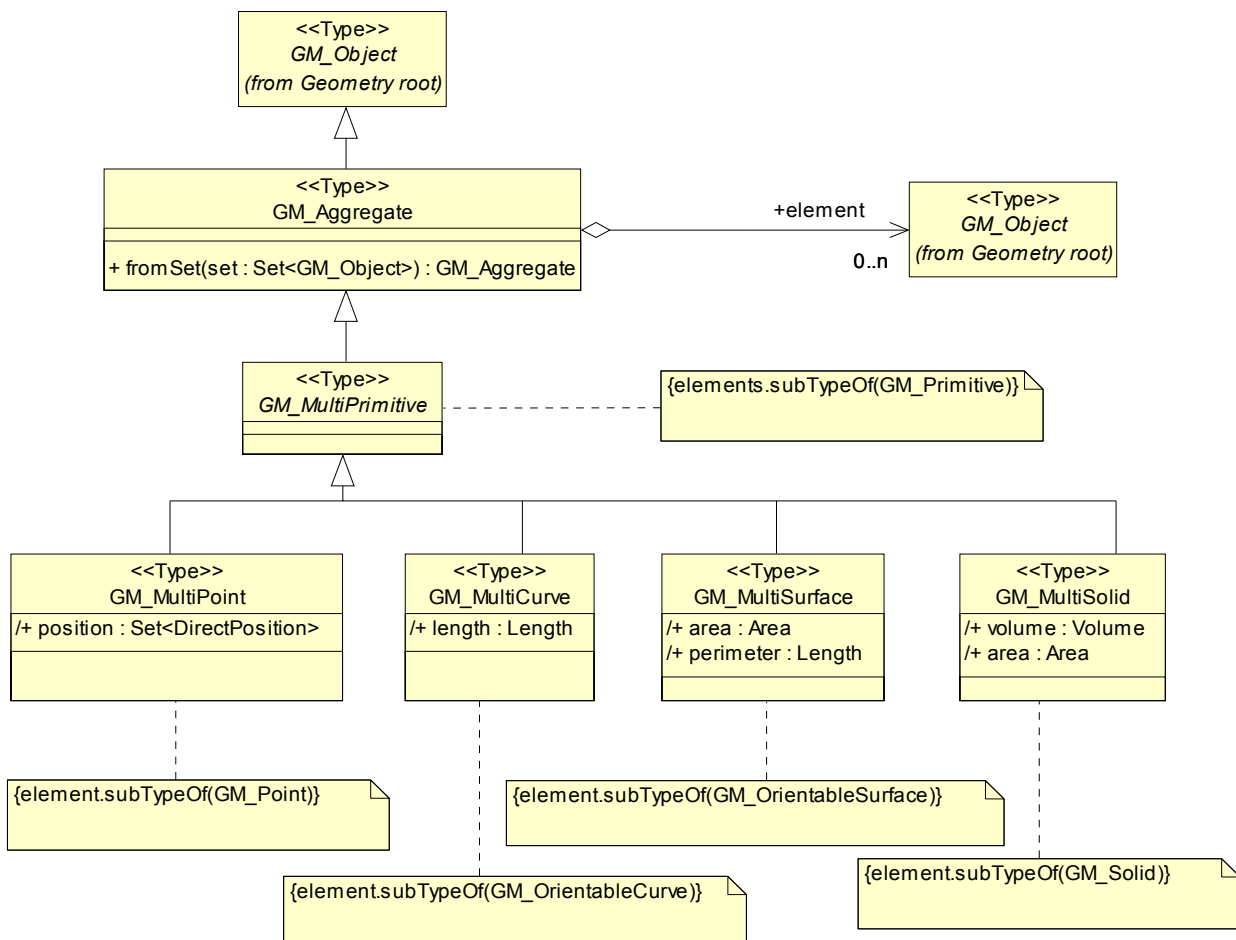 <<Type>>
GM_Object
(from Geometry root)
<<Type>>
GM_Aggregate
+ fromSet(set : Set<GM_Object>) : GM_Aggregate
+element
0..n
<<Type>>
GM_Object
(from Geometry root)
<<Type>>
GM_MultiPrimitive
{elements.subTypeOf(GM_Primitive)}
<<Type>>
GM_MultiPoint
/+ position : Set<DirectPosition>
<<Type>>
GM_MultiCurve
/+ length : Length
<<Type>>
GM_MultiSurface
/+ area : Area
/+ perimeter : Length
<<Type>>
GM_MultiSolid
/+ volume : Volume
/+ area : Area
{element.subTypeOf(GM_Point)}
{element.subTypeOf(GM_OrientableSurface)}
{element.subTypeOf(GM_OrientableCurve)}
{element.subTypeOf(GM_Solid)}